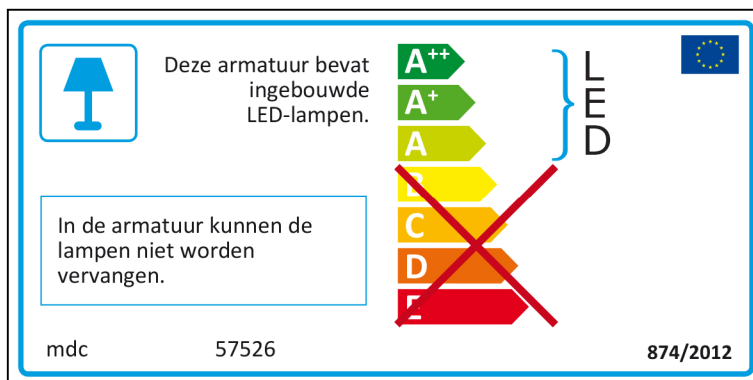 Deze armatuur bevat
ingebouwde
LED-lampen.
A++
A+
A
B
C
D
E
L
E
D
In de armatuur kunnen de
lampen niet worden
vervangen.
mdc 57526
874/2012